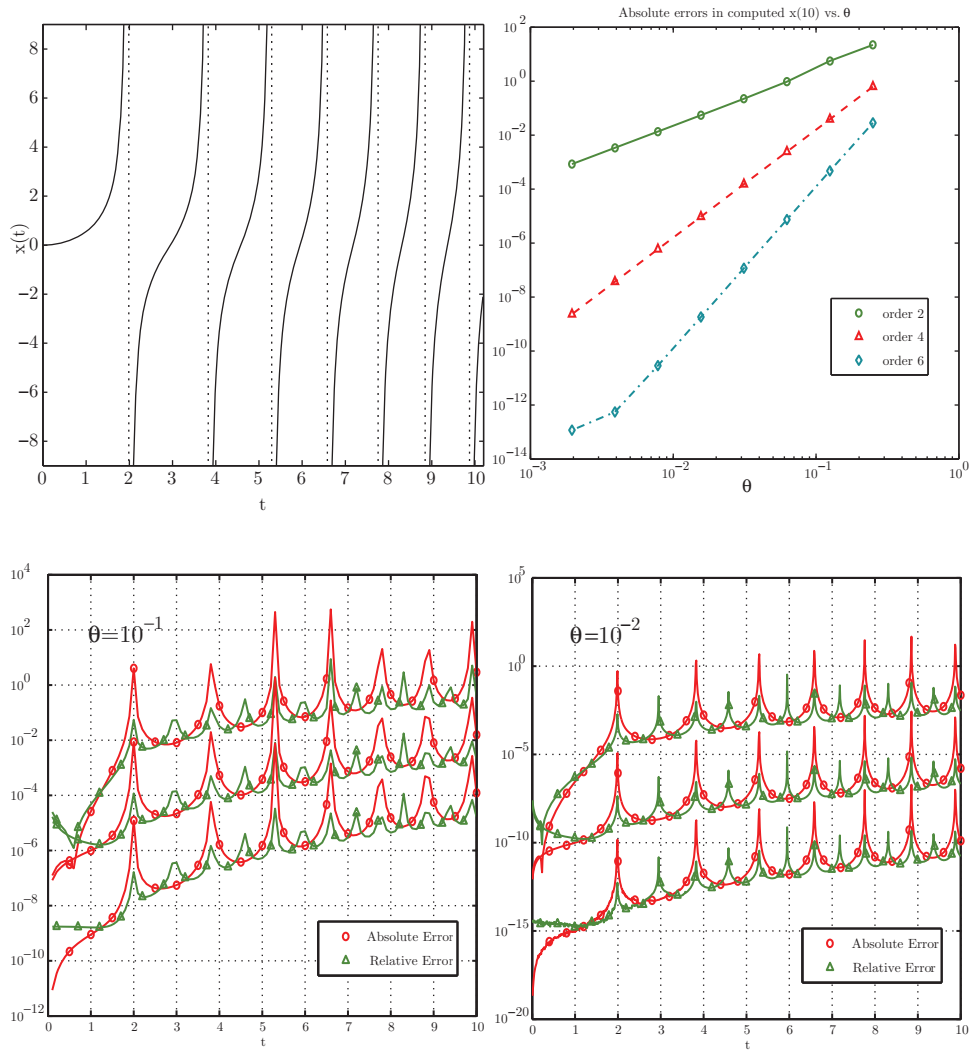 8
6
4
2
0
−2
−4
−6
−8
x(t)
0 1 2 3 4 5 6 7 8 9 10
t
Absolute errors in computed x(10) vs. θ
10^2
10^0
10^−2
10^−4
10^−6
10^−8
10^−10
10^−12
10^−14
order 2
order 4
order 6
10^−3 10^−2 10^−1 10^0
θ
10^4
10^2
10^0
10^−2
10^−4
10^−6
10^−8
10^−10
10^−12
θ=10^−1
Absolute Error
Relative Error
0 1 2 3 4 5 6 7 8 9 10
t
10^5
10^0
10^−5
10^−10
10^−15
10^−20
θ=10^−2
Absolute Error
Relative Error
0 1 2 3 4 5 6 7 8 9 10
t